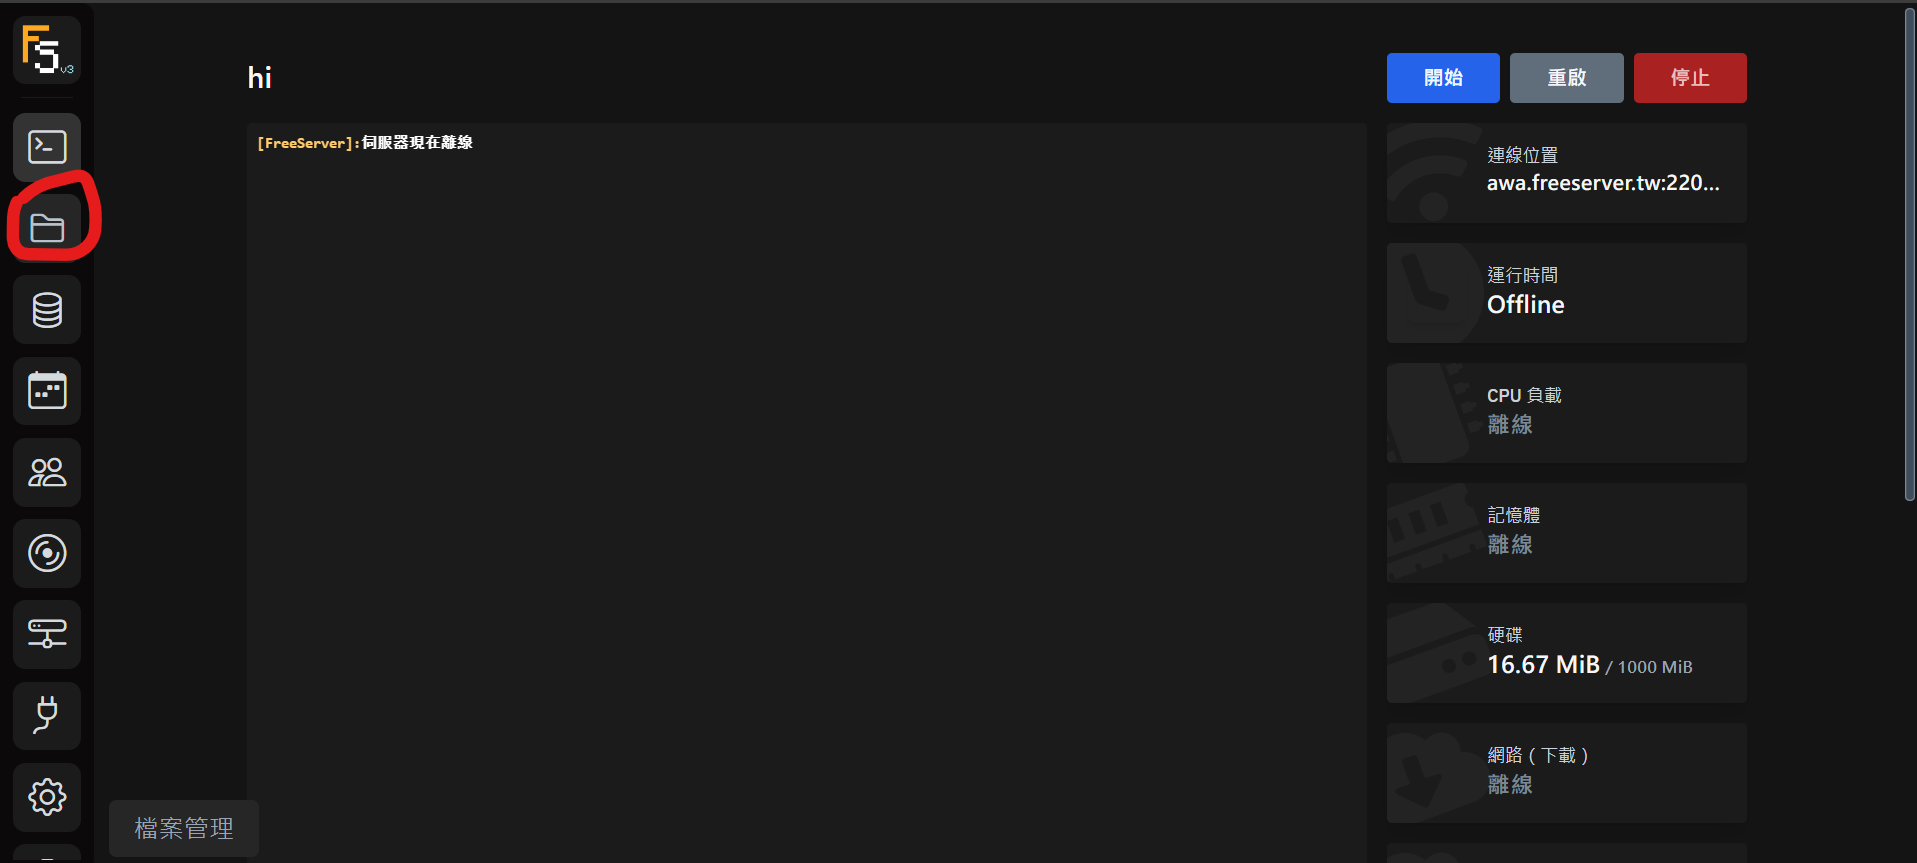 FS v3
hi
開始
重啟
停止
[FreeServer]:伺服器現在離線
連線位置
awa.freeserver.tw:220...
運行時間
Offline
CPU 負載
離線
記憶體
離線
硬碟
16.67 MiB / 1000 MiB
網路 ( 下載 )
離線
檔案管理